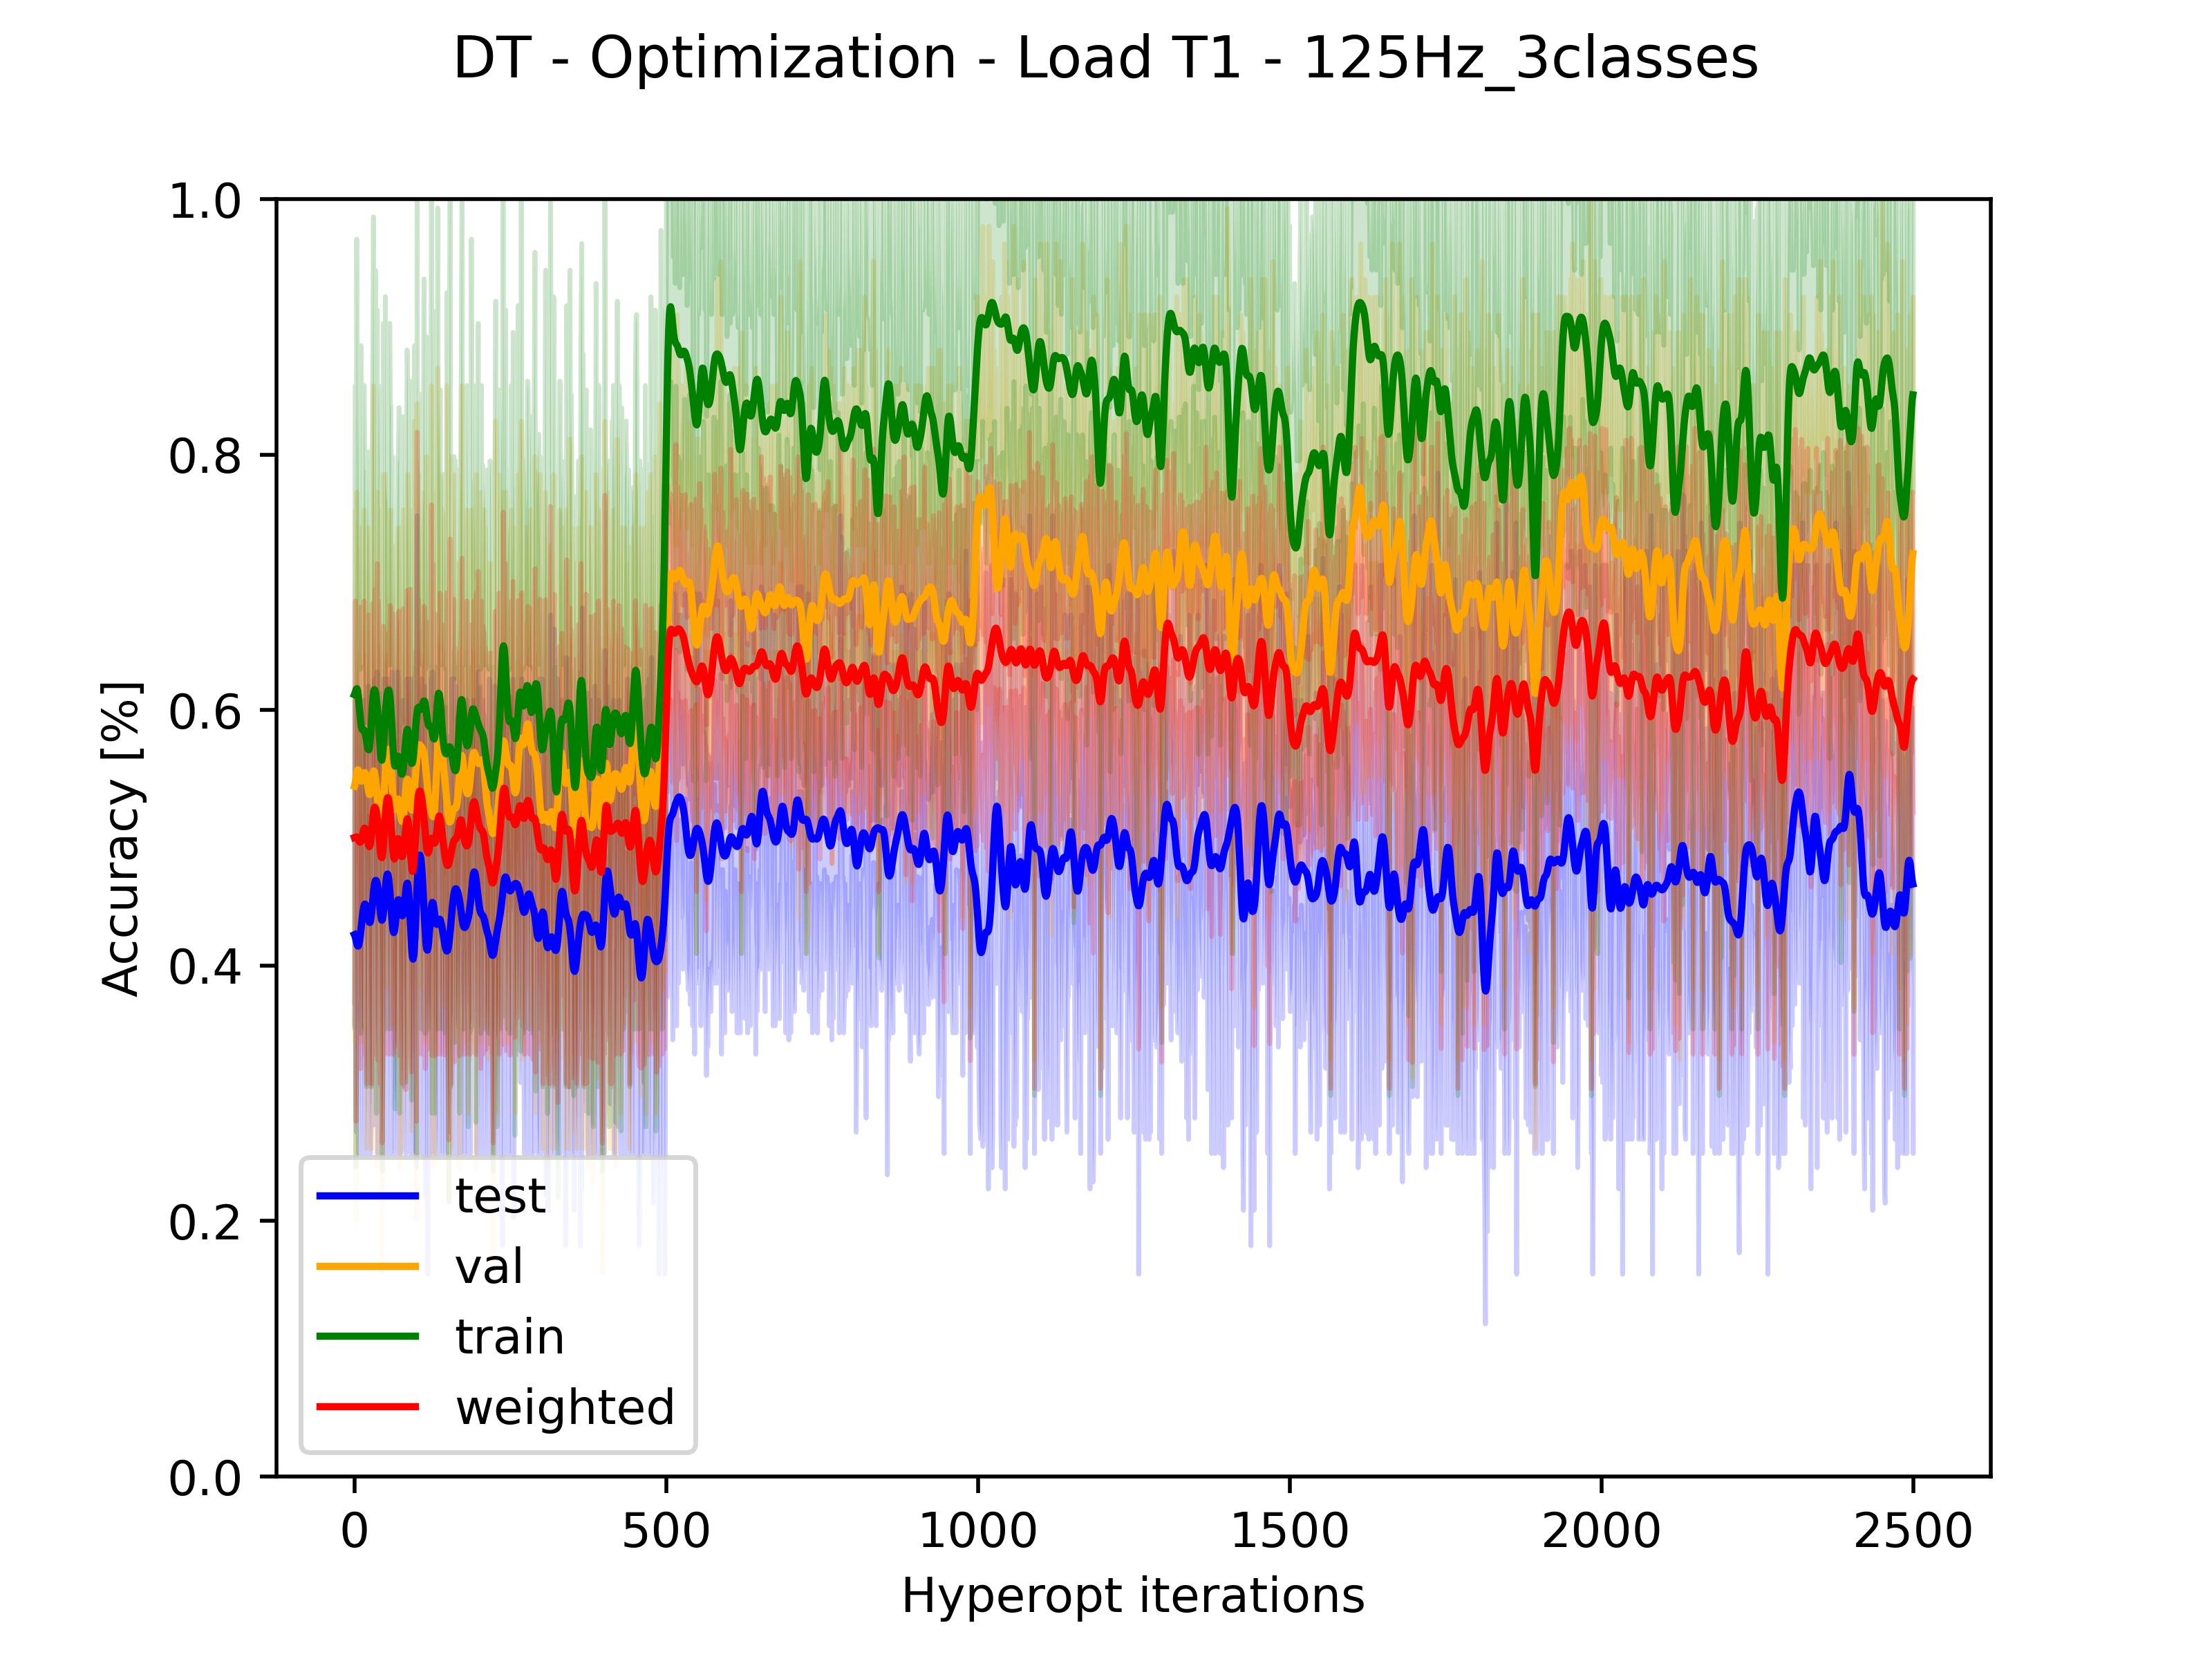 DT - Optimization - Load T1 - 125Hz_3classes
1.0
0.8
0.6
0.4
0.2
0.0
Accuracy [%]
test
val
train
weighted
0 500 1000 1500 2000 2500
Hyperopt iterations